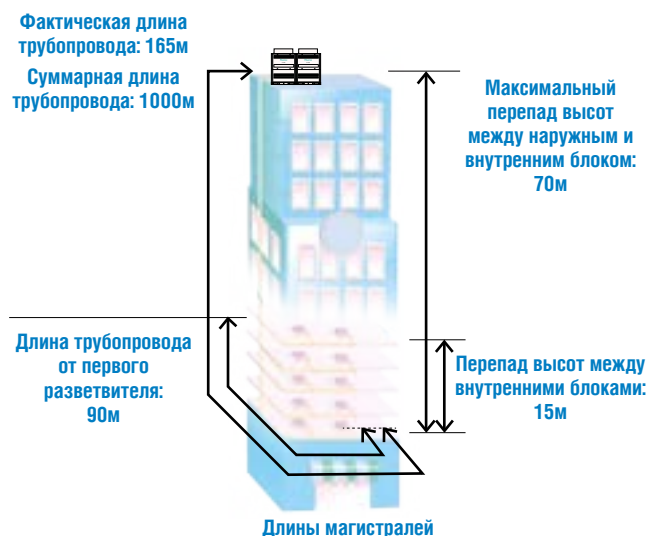 Фактическая длина
трубопровода: 165м
Суммарная длина
трубопровода: 1000м
Максимальный
перепад высот
между наружным и
внутренним блоком:
70м
Длина трубопровода
от первого
разветвителя:
90м
Перепад высот между
внутренними блоками:
15м
Длины магистралей